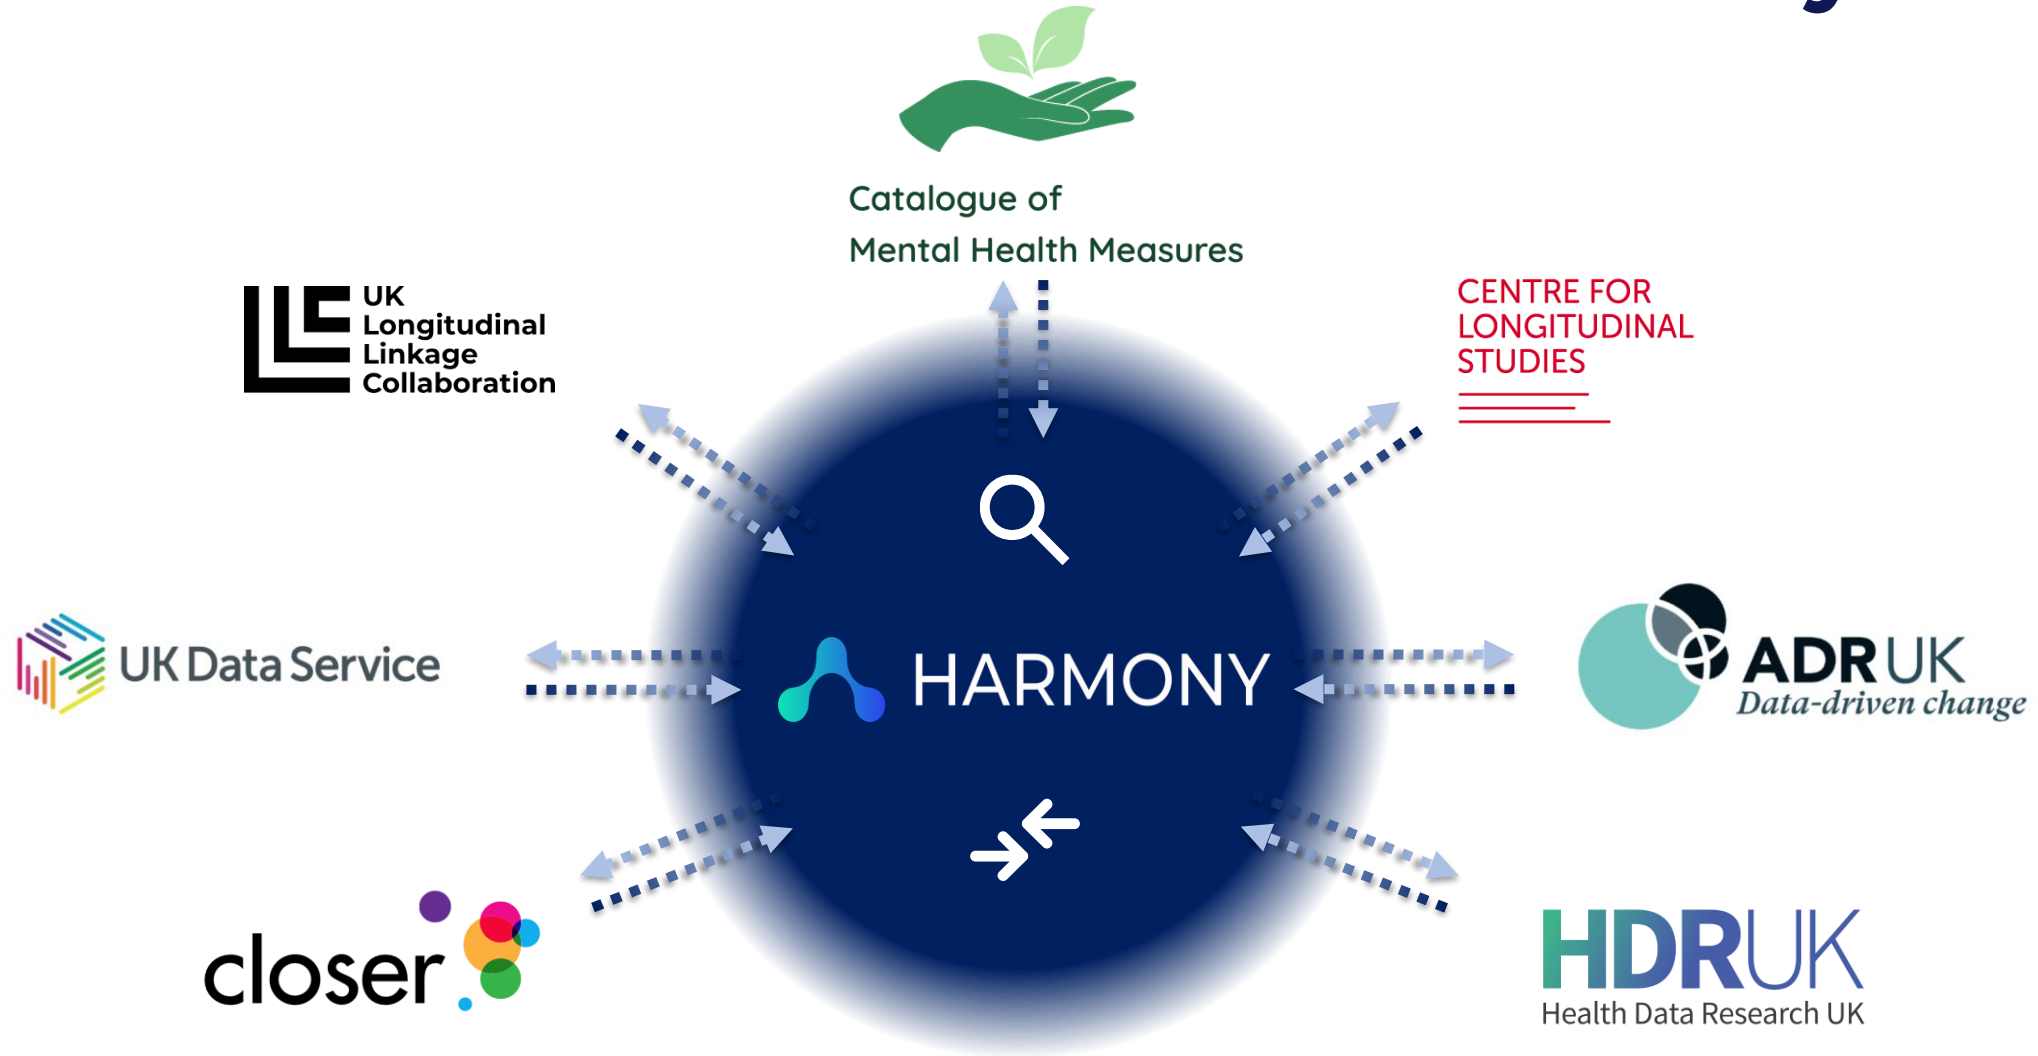 Catalogue of
Mental Health Measures
UK
Longitudinal
Linkage
Collaboration
CENTRE FOR
LONGITUDINAL
STUDIES
UK Data Service
HARMONY
ADR UK
Data-driven change
closer
HDRUK
Health Data Research UK